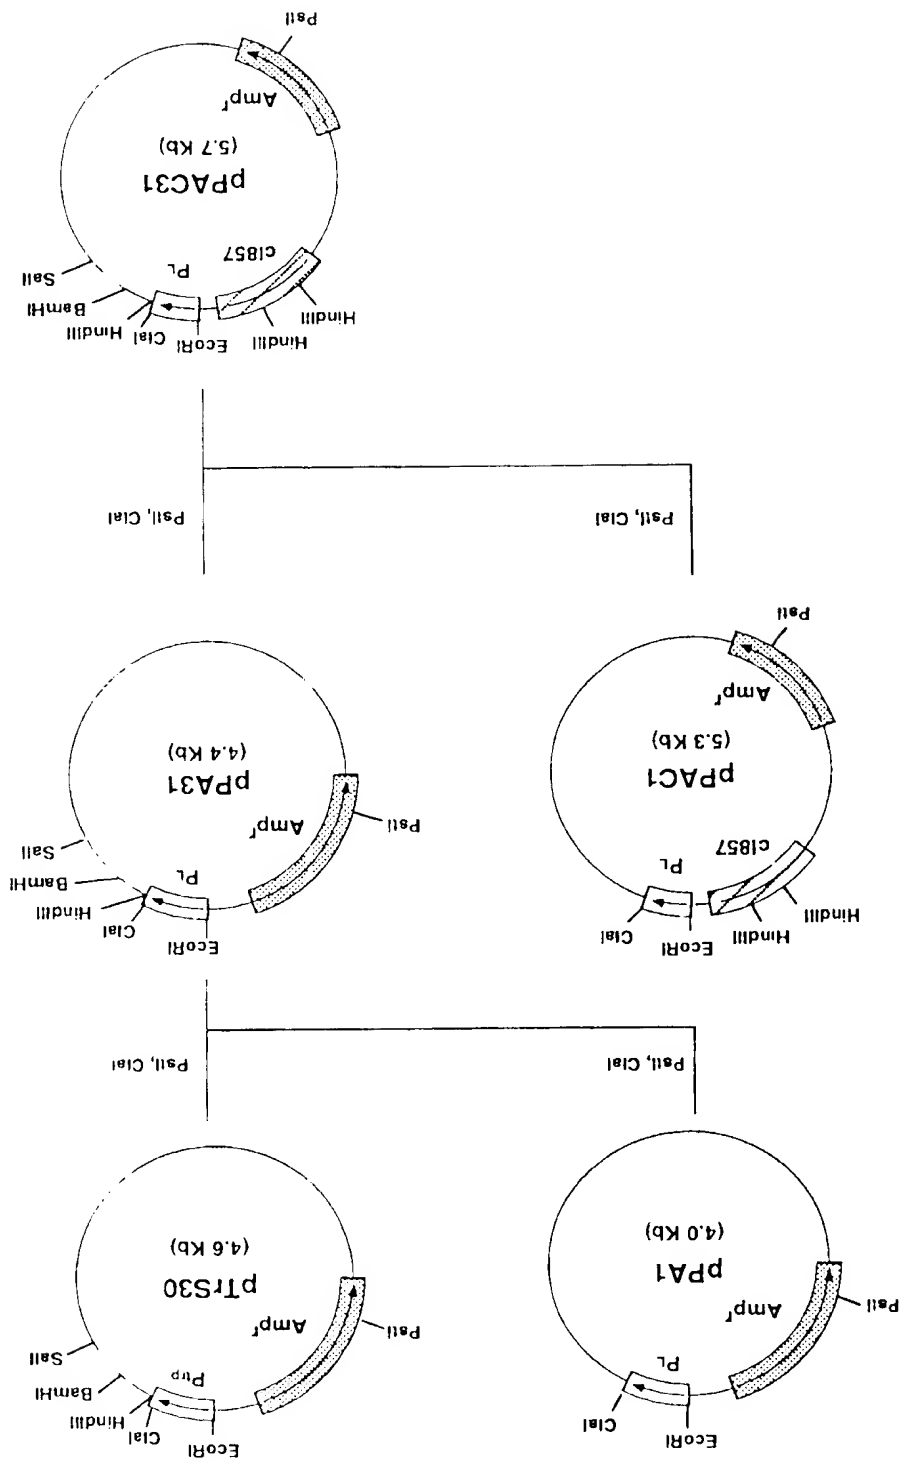 EcoRI
ClaI
PL
PstI
Ampr
pPA1
(4.0 Kb)
EcoRI
ClaI
HindIII
BamHI
SalI
Ptrp
PstI
Ampr
pTrS30
(4.6 Kb)
PstI, ClaI
PstI, ClaI
HindIII
HindIII
EcoRI
ClaI
cI857
PL
pPAC1
(5.3 Kb)
Ampr
PstI
EcoRI
ClaI
HindIII
BamHI
SalI
PL
PstI
Ampr
pPA31
(4.4 Kb)
PstI, ClaI
PstI, ClaI
HindIII
HindIII
EcoRI
ClaI
HindIII
BamHI
SalI
cI857
PL
pPAC31
(5.7 Kb)
Ampr
PstI